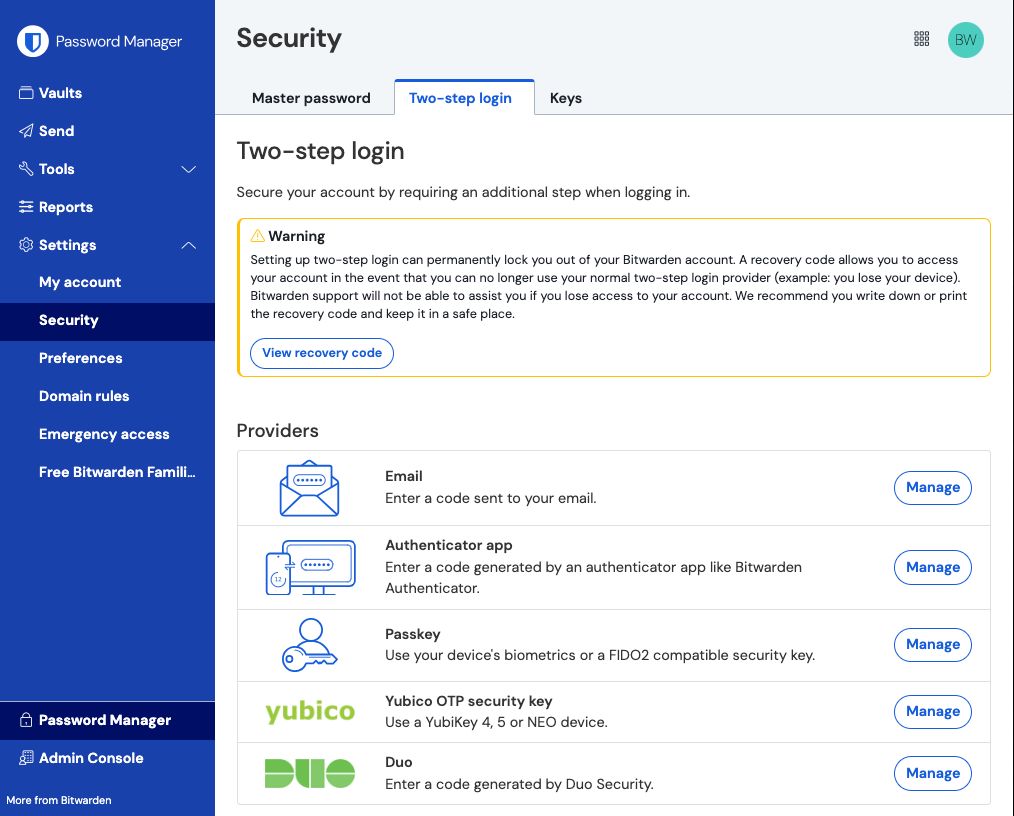 Password Manager
Vaults
Send
Tools
Reports
Settings
My account
Security
Preferences
Domain rules
Emergency access
Free Bitwarden Famili...
Password Manager
Admin Console
More from Bitwarden
Security
BW
Master password
Two-step login
Keys
Two-step login
Secure your account by requiring an additional step when logging in.
Warning
Setting up two-step login can permanently lock you out of your Bitwarden account. A recovery code allows you to access
your account in the event that you can no longer use your normal two-step login provider (example: you lose your device).
Bitwarden support will not be able to assist you if you lose access to your account. We recommend you write down or print
the recovery code and keep it in a safe place.
View recovery code
Providers
Email
Enter a code sent to your email.
Manage
12
Authenticator app
Enter a code generated by an authenticator app like Bitwarden
Authenticator.
Manage
Passkey
Use your device's biometrics or a FIDO2 compatible security key.
Manage
yubico
Yubico OTP security key
Use a YubiKey 4, 5 or NEO device.
Manage
DUO
Duo
Enter a code generated by Duo Security.
Manage